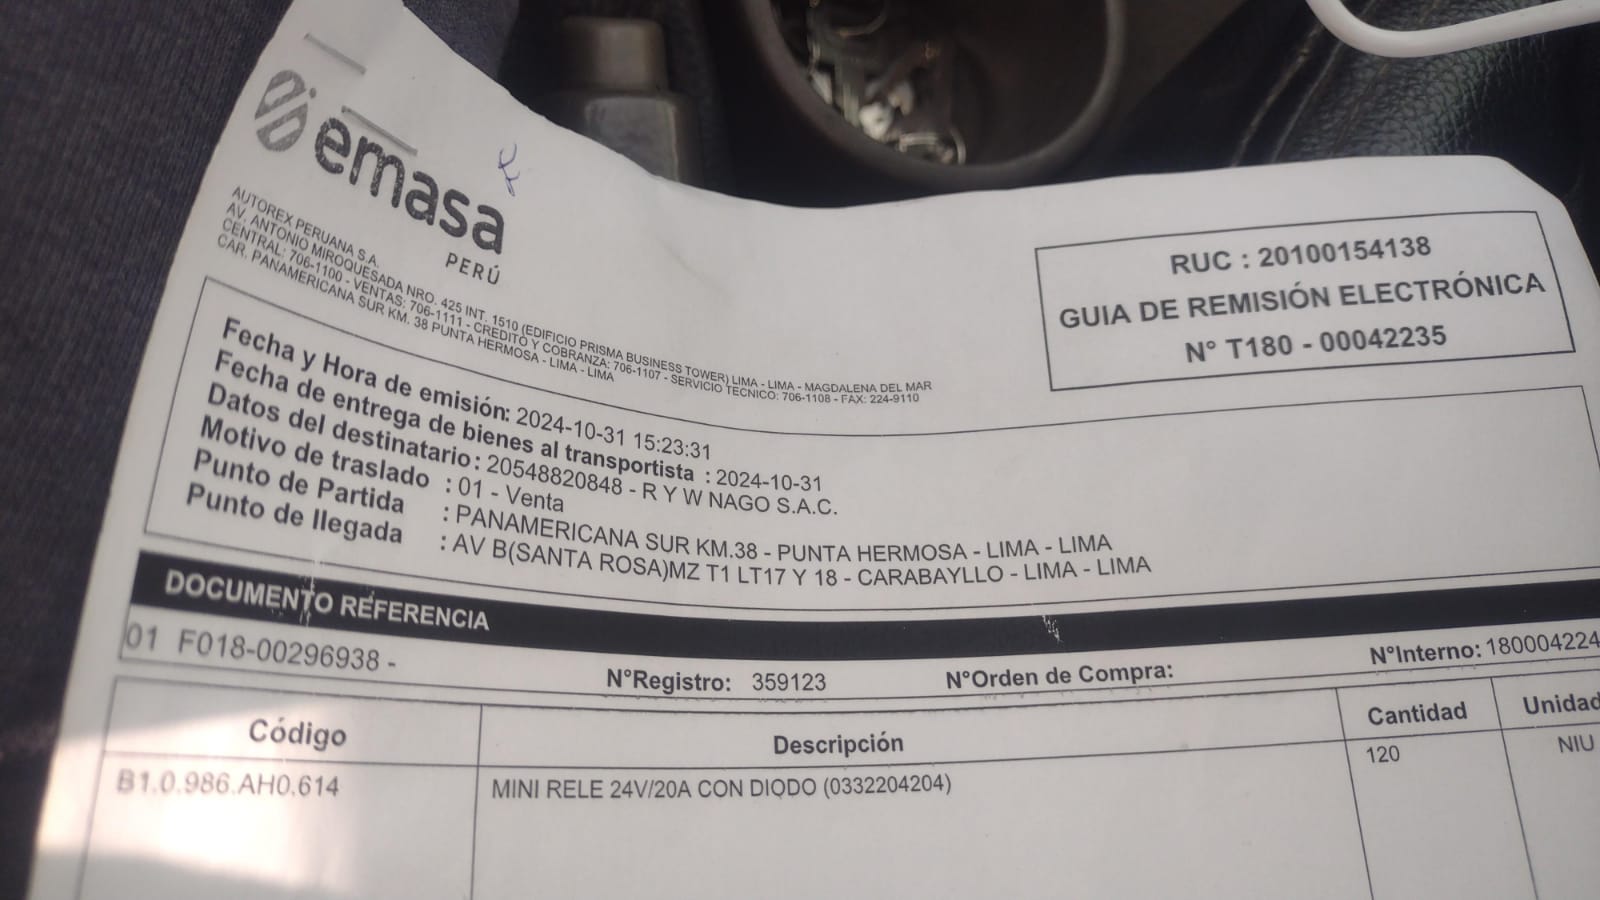 emasa
PERÚ
AUTOREX PERUANA S.A.
AV. ANTONIO MIROQUESADA NRO. 425 INT. 1510 (EDIFICIO PRISMA BUSINESS TOWER) LIMA - LIMA - MAGDALENA DEL MAR
CENTRAL: 706-1100 - VENTAS: 706-1111 - CREDITO Y COBRANZA: 706-1107 - SERVICIO TECNICO: 706-1108 - FAX: 224-9110
CAR. PANAMERICANA SUR KM. 38 PUNTA HERMOSA - LIMA - LIMA
RUC : 20100154138
GUIA DE REMISIÓN ELECTRÓNICA
N° T180 - 00042235
Fecha y Hora de emisión: 2024-10-31 15:23:31
Fecha de entrega de bienes al transportista : 2024-10-31
Datos del destinatario : 20548820848 - R Y W NAGO S.A.C.
Motivo de traslado : 01 - Venta
Punto de Partida : PANAMERICANA SUR KM.38 - PUNTA HERMOSA - LIMA - LIMA
Punto de llegada : AV B(SANTA ROSA)MZ T1 LT17 Y 18 - CARABAYLLO - LIMA - LIMA
DOCUMENTO REFERENCIA
01 F018-00296938 -
N°Registro: 359123 N°Orden de Compra: N°Interno: 180004224
Código Descripción Cantidad Unidad
B1.0.986.AH0.614 MINI RELE 24V/20A CON DIODO (0332204204) 120 NIU